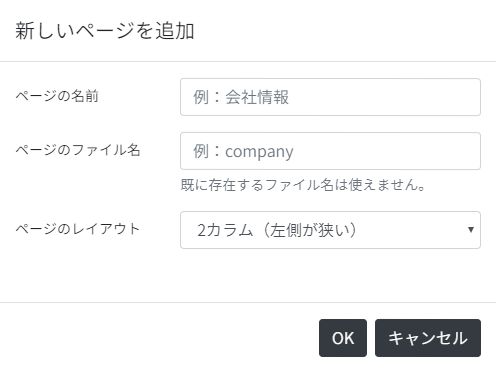 新しいページを追加
ページの名前
例：会社情報
ページのファイル名
例：company
既に存在するファイル名は使えません。
ページのレイアウト
2カラム（左側が狭い）
OK
キャンセル